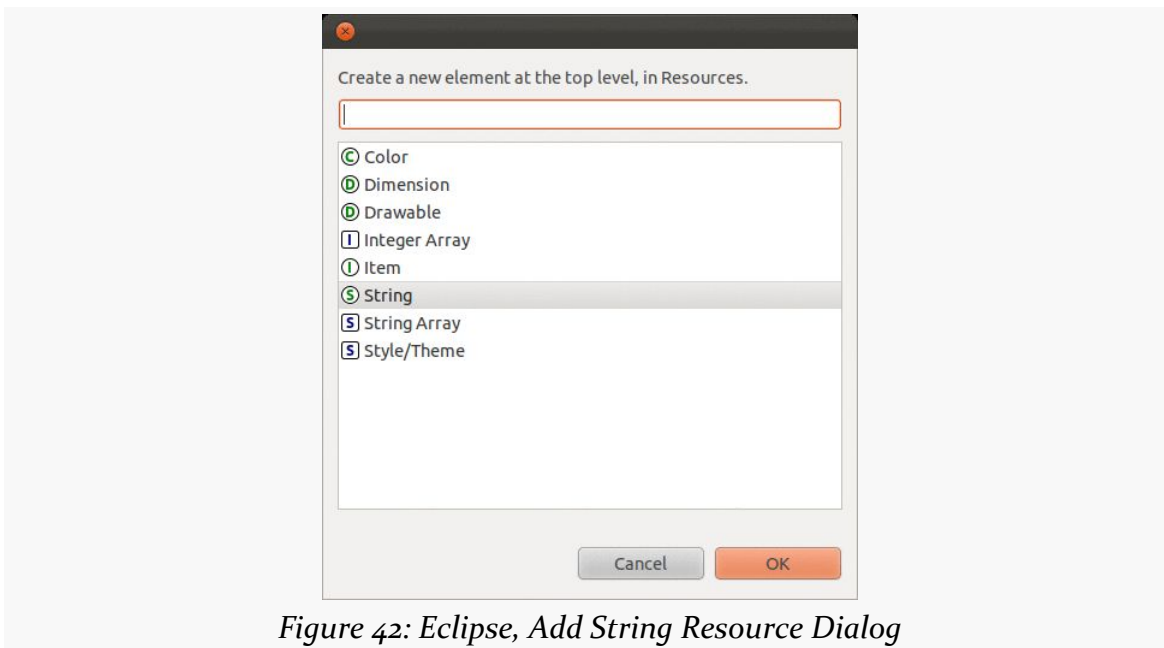 Create a new element at the top level, in Resources.
C Color
D Dimension
D Drawable
I Integer Array
I Item
S String
S String Array
S Style/Theme
Cancel OK
Figure 42: Eclipse, Add String Resource Dialog